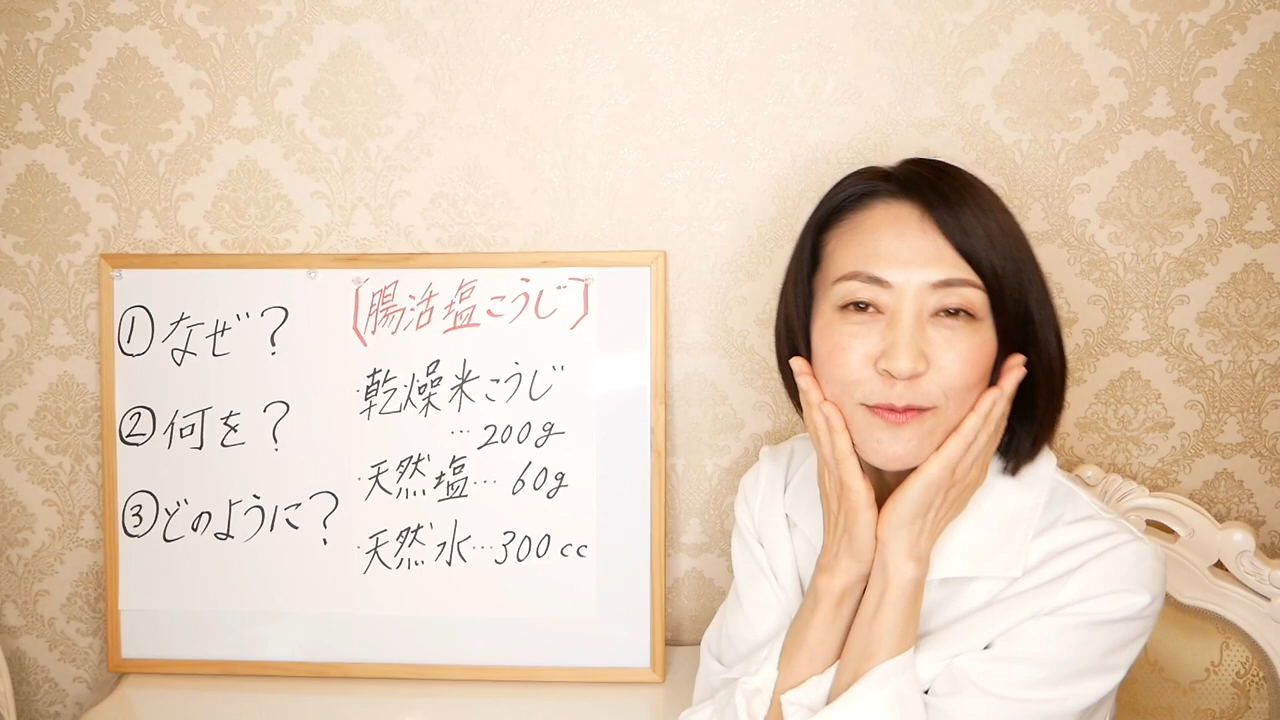 ①なぜ?
②何を?
③どのように?
[腸活塩こうじ]
・乾燥米こうじ
…200g
・天然塩…60g
・天然水…300cc